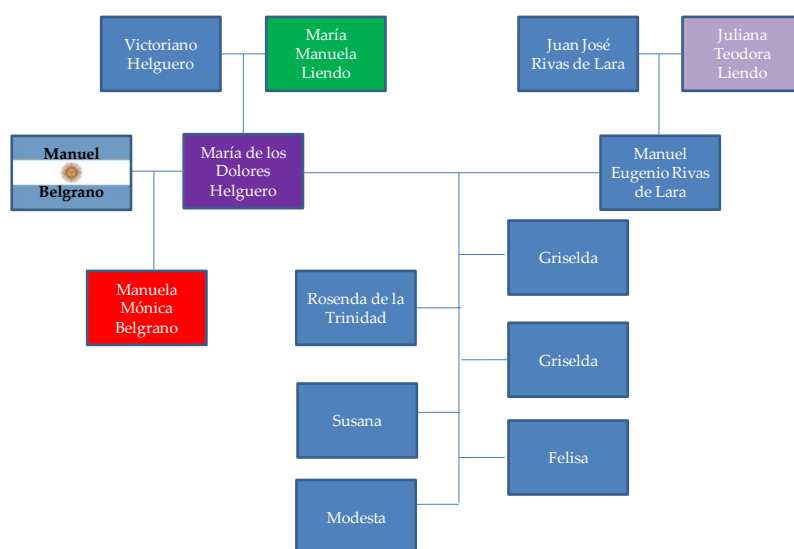 Victoriano
Helguero
María
Manuela
Liendo
Juan José
Rivas de Lara
Juliana
Teodora
Liendo
Manuel
Belgrano
María de los
Dolores
Helguero
Manuel
Eugenio Rivas
de Lara
Manuela
Mónica
Belgrano
Griselda
Rosenda de la
Trinidad
Griselda
Susana
Felisa
Modesta